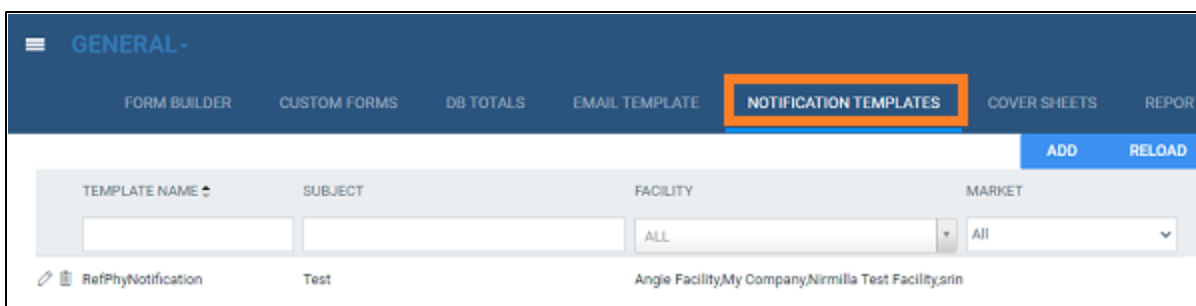 GENERAL-
FORM BUILDER CUSTOM FORMS DB TOTALS EMAIL TEMPLATE NOTIFICATION TEMPLATES COVER SHEETS REPOR
ADD RELOAD
TEMPLATE NAME SUBJECT FACILITY MARKET
ALL All
RefPhyNotification Test Angie Facility,My Company,Nirmilla Test Facility,srin